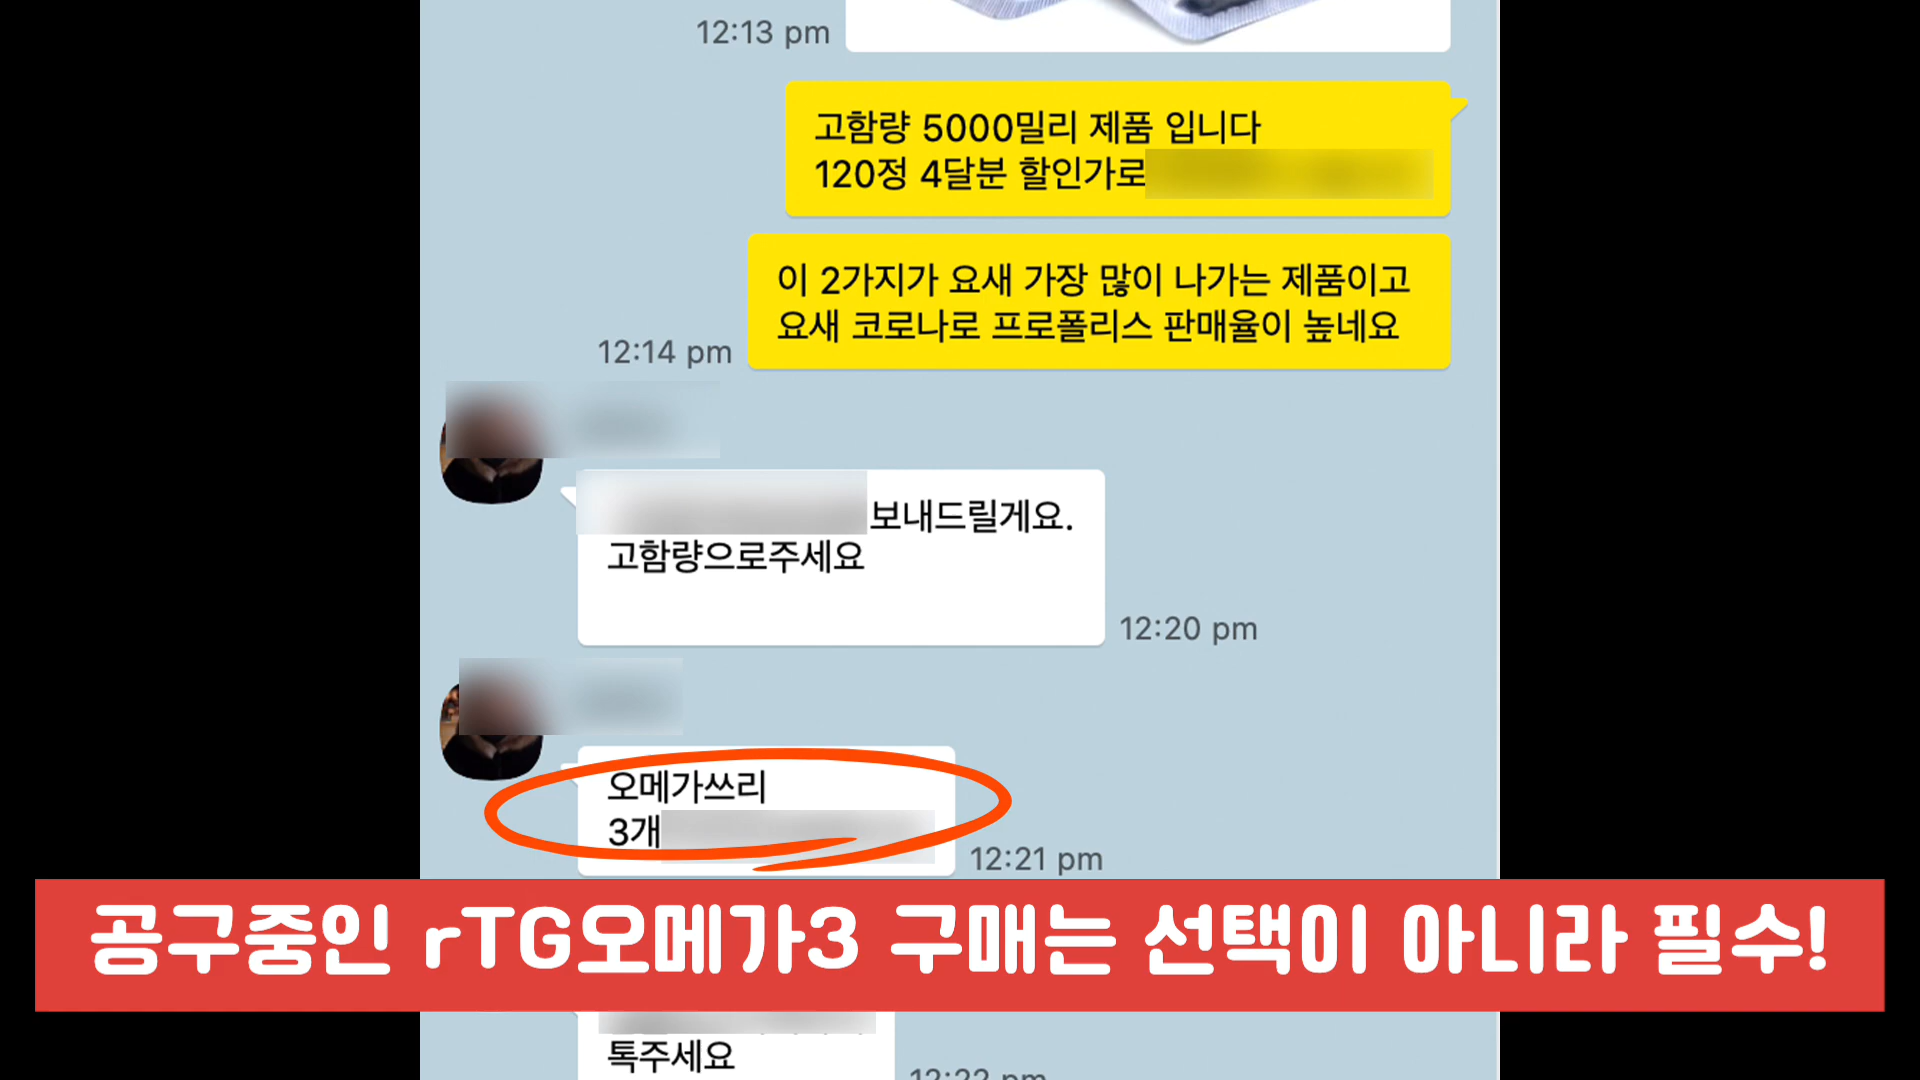 12:13 pm
고함량 5000밀리 제품 입니다
120정 4달분 할인가로
이 2가지가 요새 가장 많이 나가는 제품이고
요새 코로나로 프로폴리스 판매율이 높네요
12:14 pm
보내드릴게요.
고함량으로주세요
12:20 pm
오메가쓰리
3개
12:21 pm
공구중인 rTG오메가3 구매는 선택이 아니라 필수!
톡주세요
12:22 pm